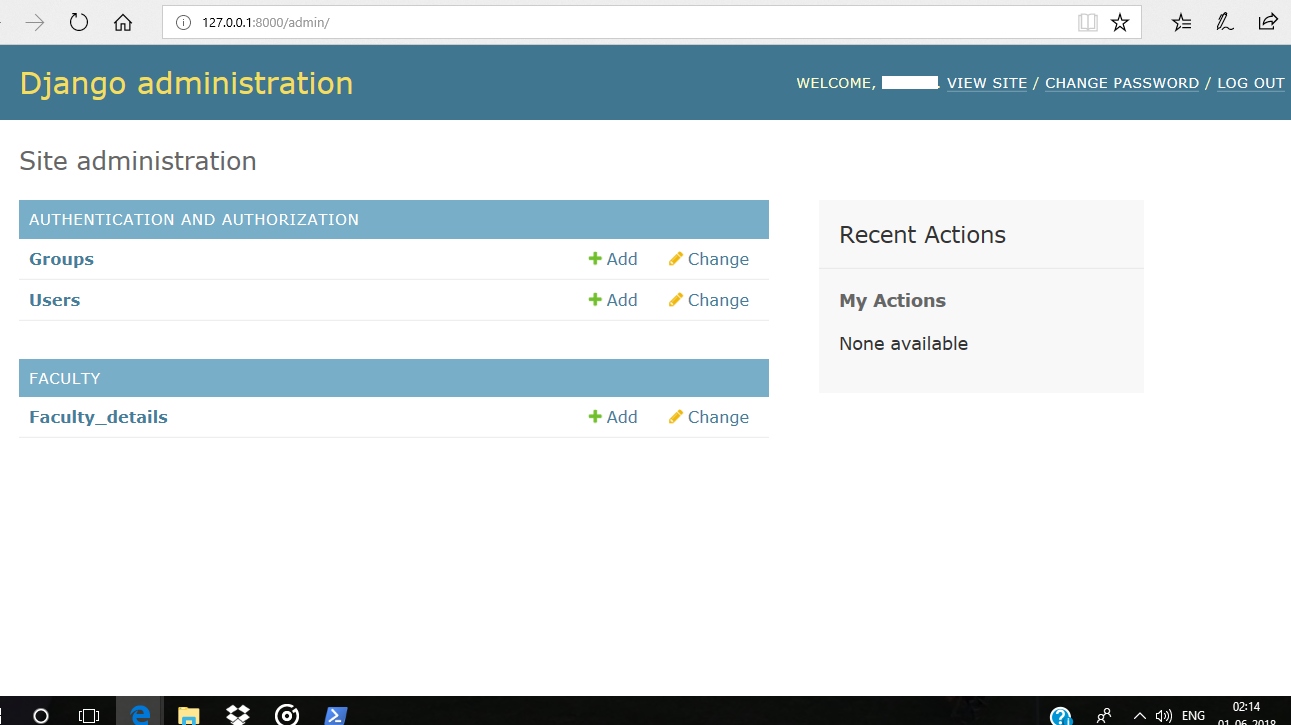 127.0.0.1:8000/admin/
Django administration
WELCOME, . VIEW SITE / CHANGE PASSWORD / LOG OUT
Site administration
AUTHENTICATION AND AUTHORIZATION
Groups Add Change
Users Add Change
FACULTY
Faculty_details Add Change
Recent Actions
My Actions
None available
ENG
02:14
01-06-2018